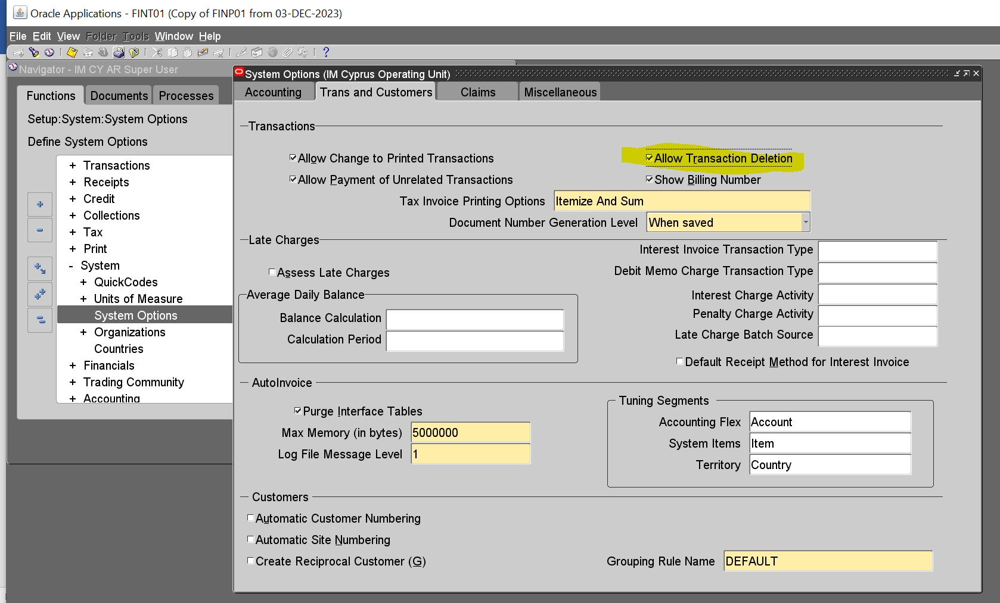 Oracle Applications - FINT01 (Copy of FINP01 from 03-DEC-2023)
File Edit View Folder Tools Window Help
Navigator - IM CY AR Super User
Functions Documents Processes
Setup:System:System Options
Define System Options
+ Transactions
+ Receipts
+ Credit
+ Collections
+ Tax
+ Print
- System
+ QuickCodes
+ Units of Measure
System Options
+ Organizations
Countries
+ Financials
+ Trading Community
+ Accounting
System Options (IM Cyprus Operating Unit)
Accounting Trans and Customers Claims Miscellaneous
Transactions
Allow Change to Printed Transactions Allow Transaction Deletion
Allow Payment of Unrelated Transactions Show Billing Number
Tax Invoice Printing Options Itemize And Sum
Document Number Generation Level When saved
Late Charges
Interest Invoice Transaction Type
Assess Late Charges Debit Memo Charge Transaction Type
Average Daily Balance Interest Charge Activity
Balance Calculation Penalty Charge Activity
Calculation Period Late Charge Batch Source
Default Receipt Method for Interest Invoice
AutoInvoice
Tuning Segments
Purge Interface Tables Accounting Flex Account
Max Memory (in bytes) 5000000 System Items Item
Log File Message Level 1 Territory Country
Customers
Automatic Customer Numbering
Automatic Site Numbering
Create Reciprocal Customer (G) Grouping Rule Name DEFAULT